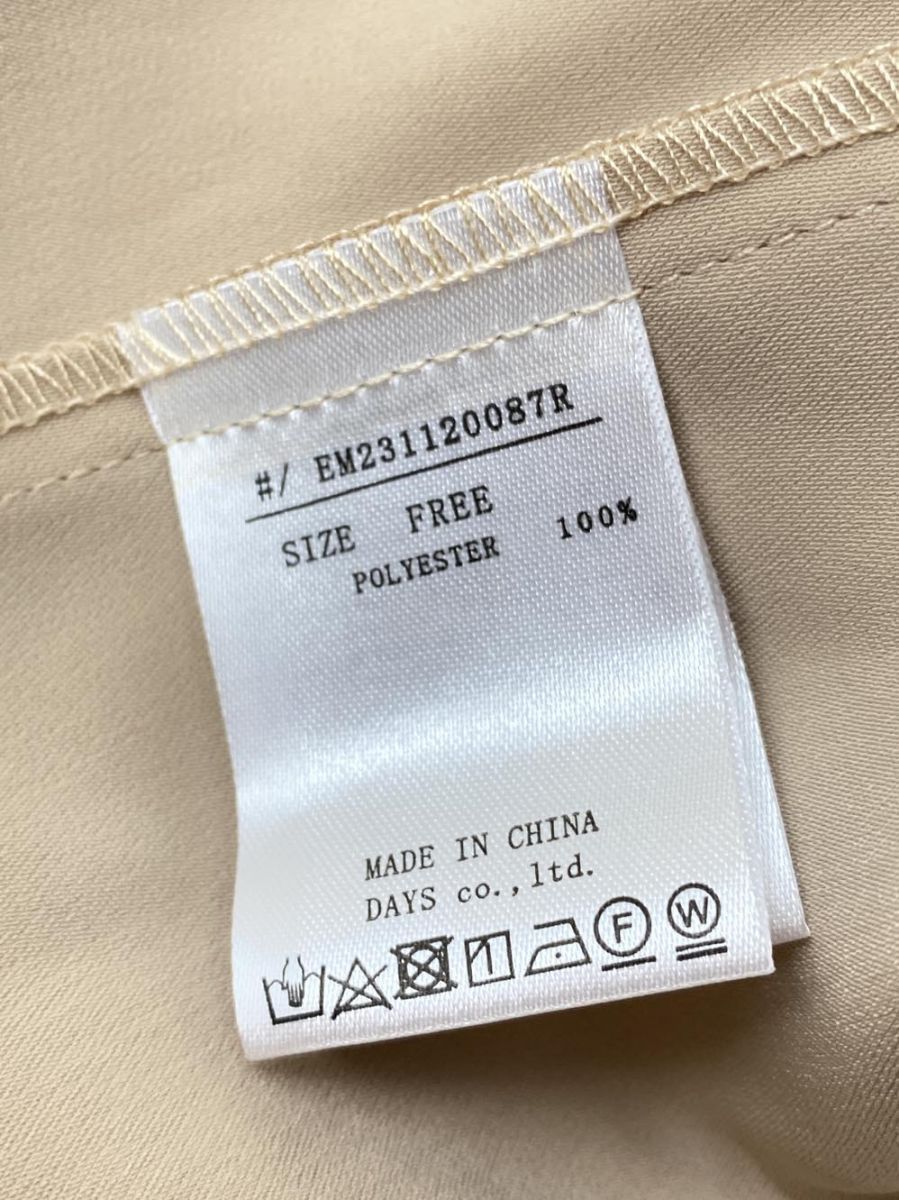 #/ EM231120087R
SIZE FREE
POLYESTER 100%
MADE IN CHINA
DAYS co.,ltd.
F W